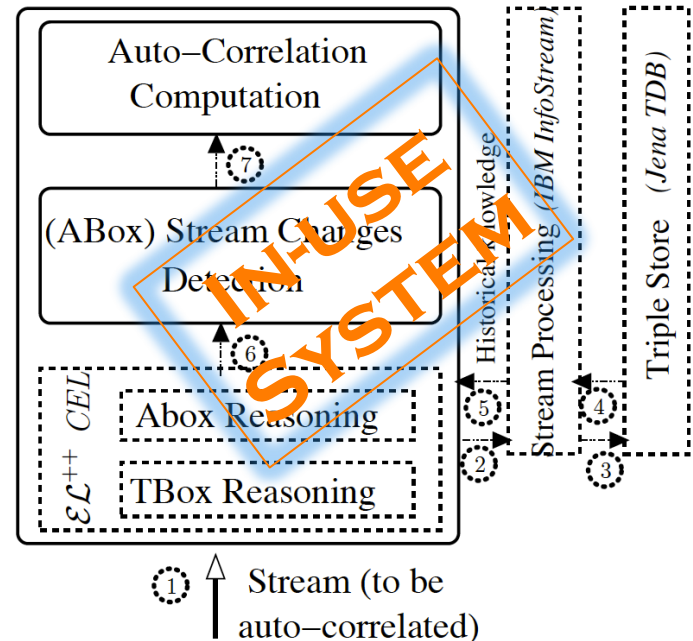 Auto−Correlation
Computation
7
(ABox) Stream Changes
Detection
6
Abox Reasoning
TBox Reasoning
ℰℒ++ CEL
1
Stream (to be
auto−correlated)
Historical Knowledge
5
2
Stream Processing (IBM InfoStream)
4
3
Triple Store (Jena TDB)
IN-USE
SYSTEM